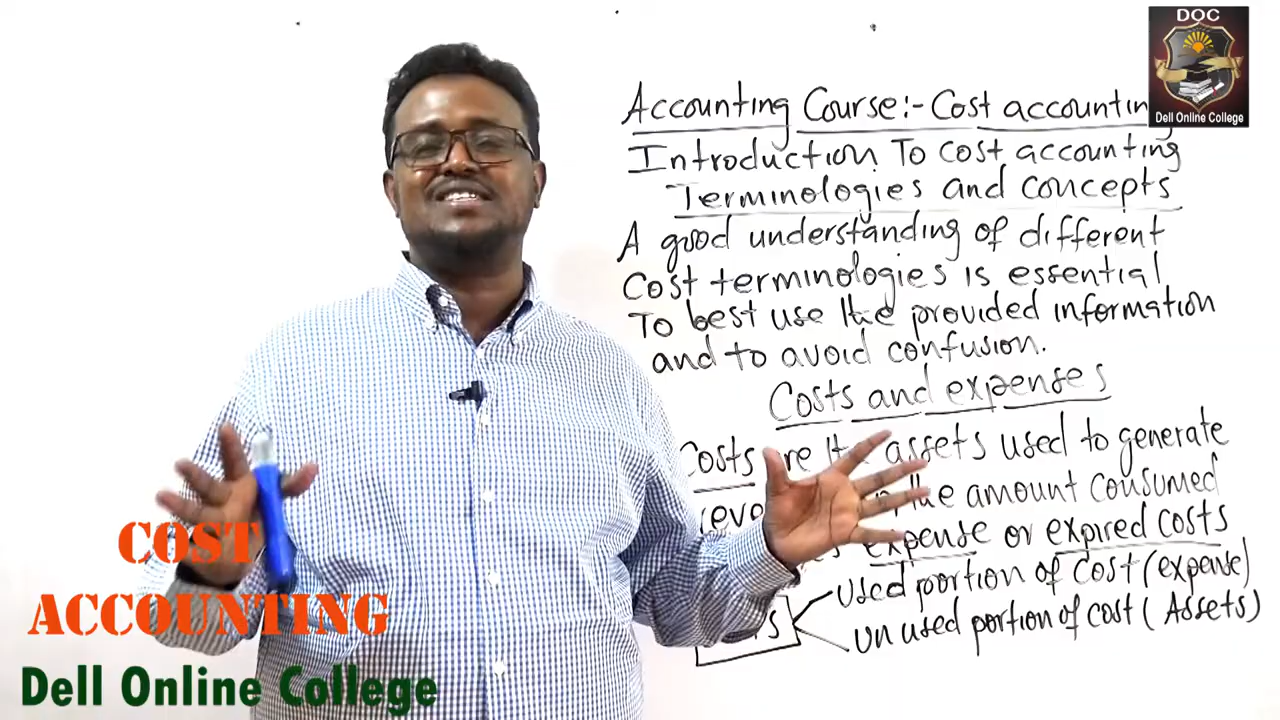 DOC
Dell Online College
Accounting Course:- Cost accountin
Introduction To cost accounting
Terminologies and concepts
A good understanding of different
Cost terminologies is essential
To best use the provided information
and to avoid confusion.
Costs and expenses
Costs are the assets used to generate
the amount consumed
expense or expired costs
used portion of cost (expense)
un used portion of cost (Assets)
COST
ACCOUNTING
Dell Online College